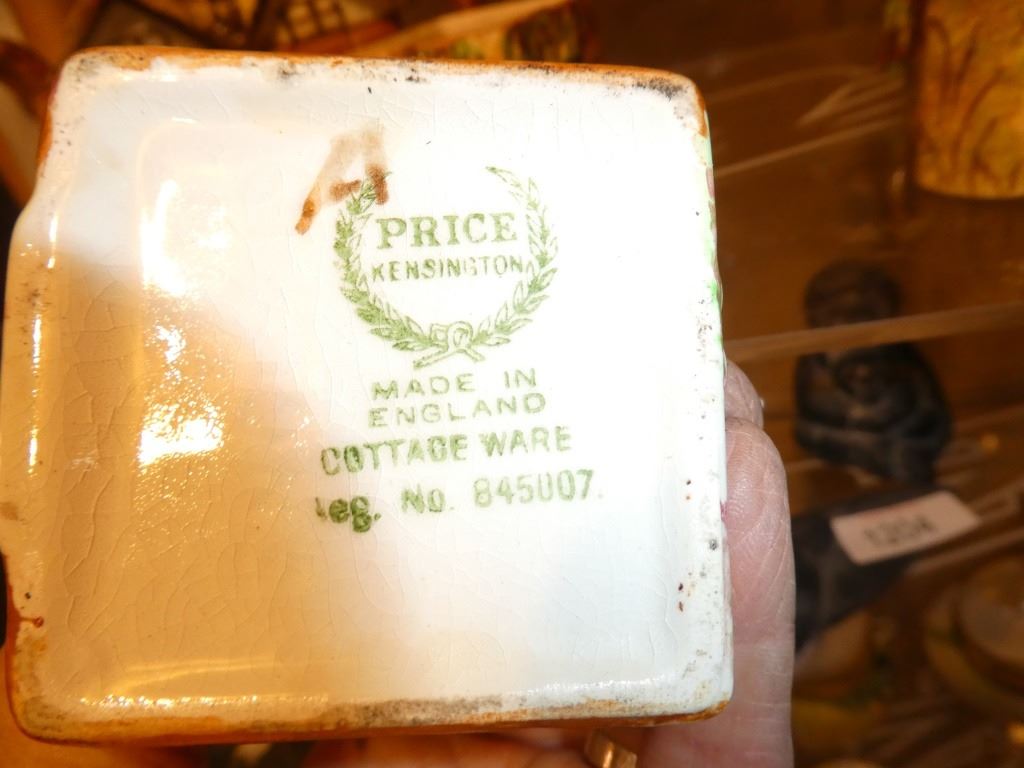 A
PRICE
KENSINGTON
MADE IN
ENGLAND
COTTAGE WARE
Reg. No. 845007.